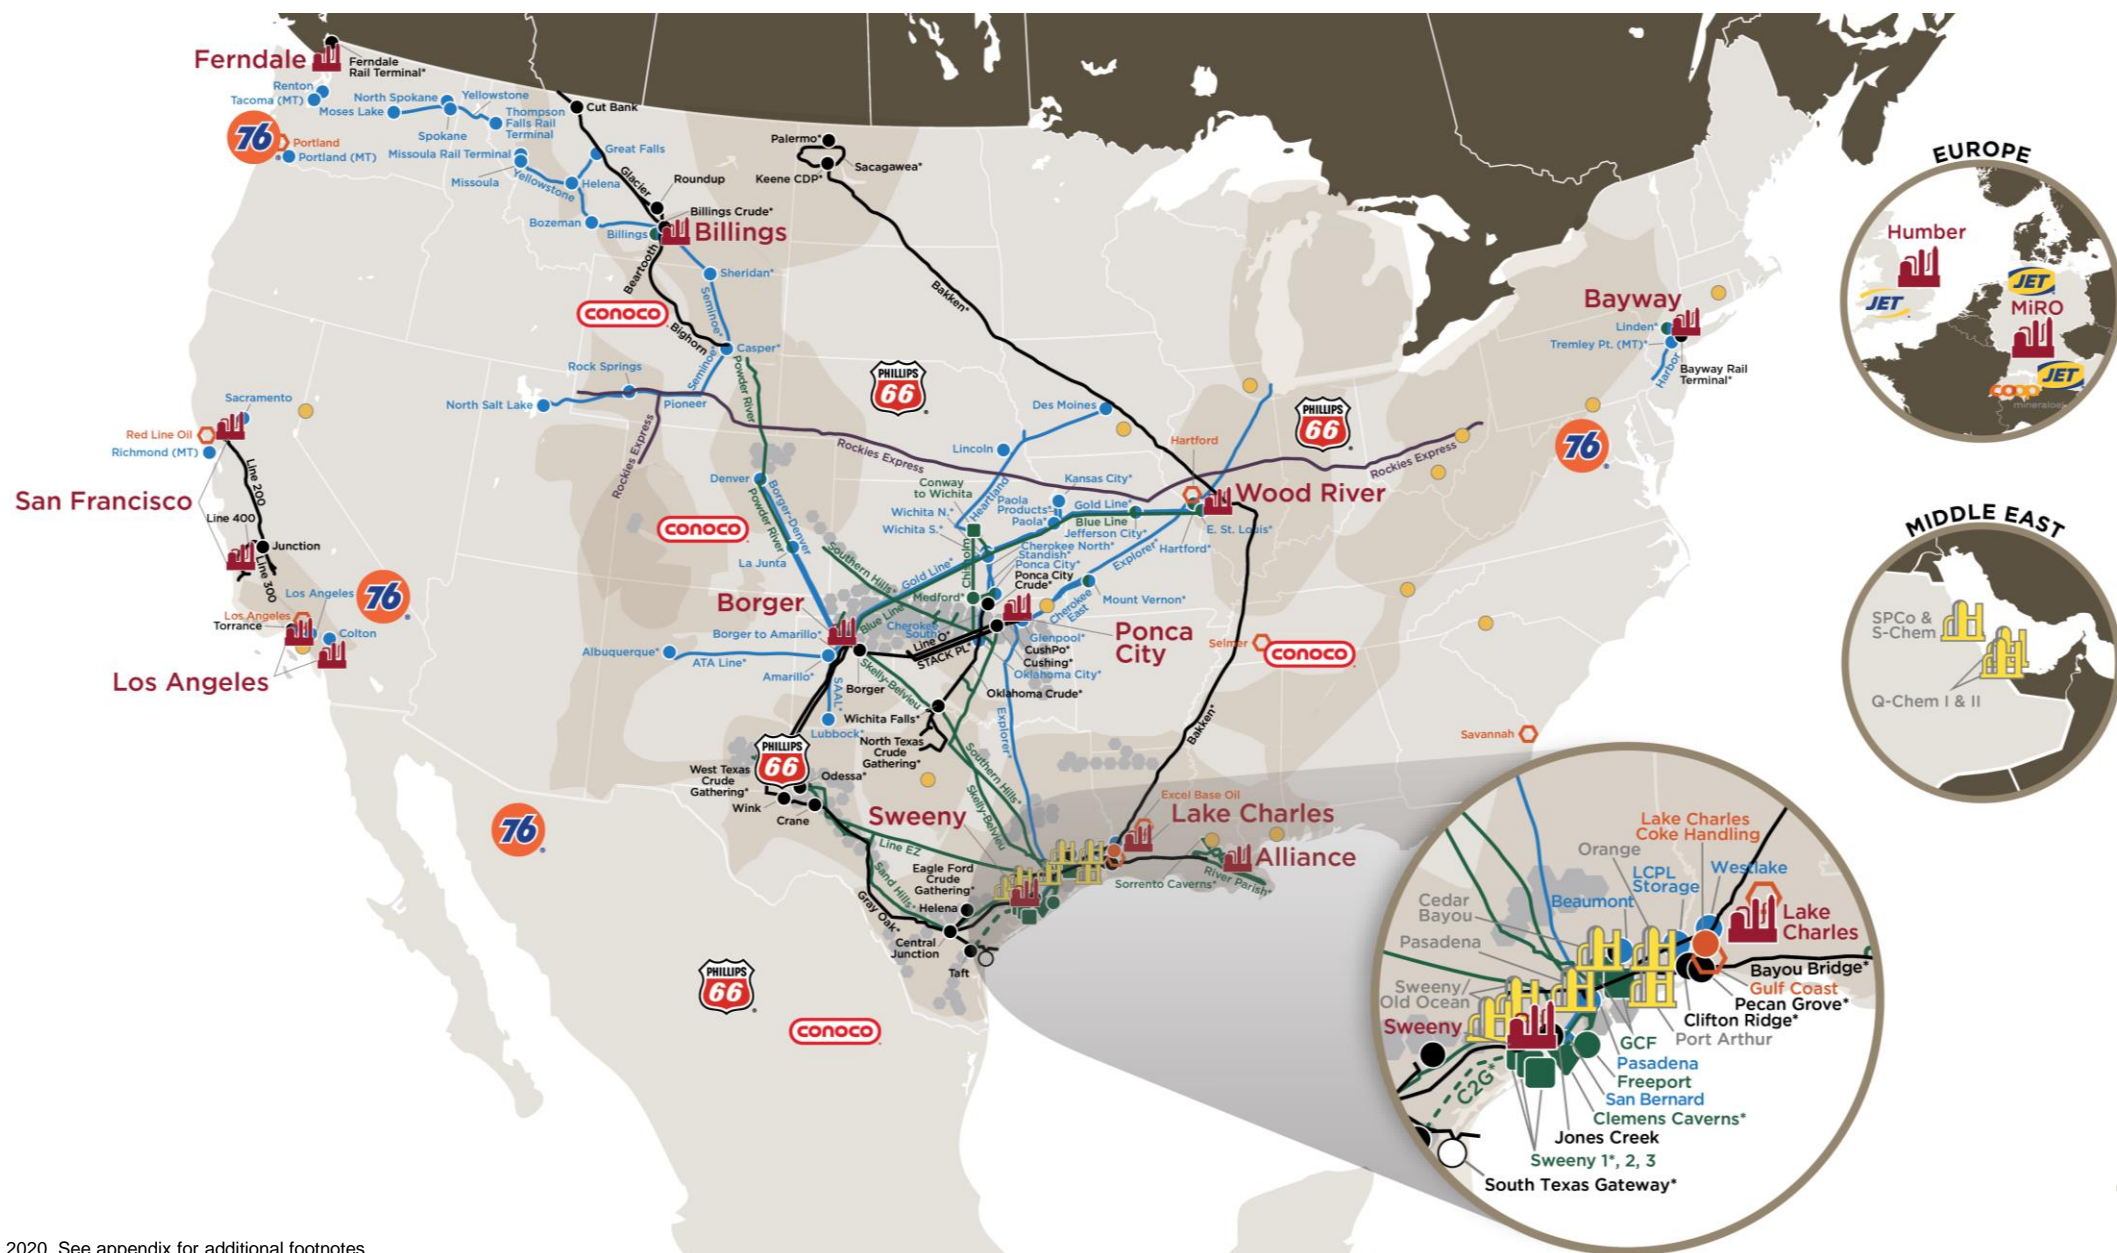 Ferndale
Ferndale
Rail Terminal*
Renton
Tacoma (MT)
Moses Lake
North Spokane
Yellowstone
Spokane
Thompson
Falls Rail
Terminal
76
Portland
Portland (MT)
Missoula Rail Terminal
Missoula
Yellowstone
Great Falls
Helena
Bozeman
Cut Bank
Glacier
Roundup
Billings Crude*
Billings
Billings
Beartooth
Sheridan*
Seminoe*
conoco
Bighorn
Casper*
Seminoe*
Powder River
Rock Springs
North Salt Lake
Pioneer
Rockies Express
Palermo*
Sacagawea*
Keene CDP*
Bakken*
PHILLIPS
66
PHILLIPS
66
Des Moines
Lincoln
Rockies Express
Hartford
Rockies Express
76
Bayway
Linden*
Tremley Pt. (MT)*
Harbor
Bayway Rail
Terminal*
Sacramento
Red Line Oil
Richmond (MT)
San Francisco
Line 200
Line 400
Junction
Line 300
Los Angeles
76
Los Angeles
Torrance
Colton
Los Angeles
Denver
Borger-Denver
Powder River
conoco
La Junta
Conway
to Wichita
Heartland
Wichita N.*
Wichita S.*
Kansas City*
Paola
Products*
Paola*
Gold Line*
Blue Line
Jefferson City*
Wood River
E. St. Louis*
Hartford*
Explorer*
Cherokee North*
Standish*
Ponca City*
Ponca City
Crude*
Southern Hills*
Gold Line*
Chisholm
Medford*
Blue Line
Cherokee
South
Cherokee
East
Mount Vernon*
Borger
Borger to Amarillo*
Albuquerque*
ATA Line*
Amarillo*
Line O*
STACK PL*
Ponca
City
Glenpool*
CushPo*
Cushing*
Oklahoma City*
Oklahoma Crude*
Selmer
conoco
Borger
Skelly-Belvieu
SAAL*
Lubbock*
Wichita Falls*
North Texas
Crude
Gathering*
Explorer*
Bakken*
Savannah
PHILLIPS
66
West Texas
Crude
Gathering*
Odessa*
Wink
Crane
Southern Hills*
Skelly-Belvieu
76
Sweeny
Line EZ
Sand Hills*
Gray Oak*
Eagle Ford
Crude
Gathering*
Helena
Central
Junction
Taft
Excel Base Oil
Lake Charles
Alliance
Sorrento Caverns*
River Parish*
PHILLIPS
66
conoco
EUROPE
Humber
JET
JET
MiRO
JET
coop
mineraloel
MIDDLE EAST
SPCo &
S-Chem
Q-Chem I & II
Lake Charles
Coke Handling
Orange
LCPL
Storage
Westlake
Cedar
Bayou
Beaumont
Pasadena
Lake
Charles
Sweeny/
Old Ocean
Bayou Bridge*
Gulf Coast
Pecan Grove*
Clifton Ridge*
Port Arthur
Sweeny
GCF
Pasadena
Freeport
San Bernard
Clemens Caverns*
C2G*
Jones Creek
Sweeny 1*, 2, 3
South Texas Gateway*
2020. See appendix for additional footnotes